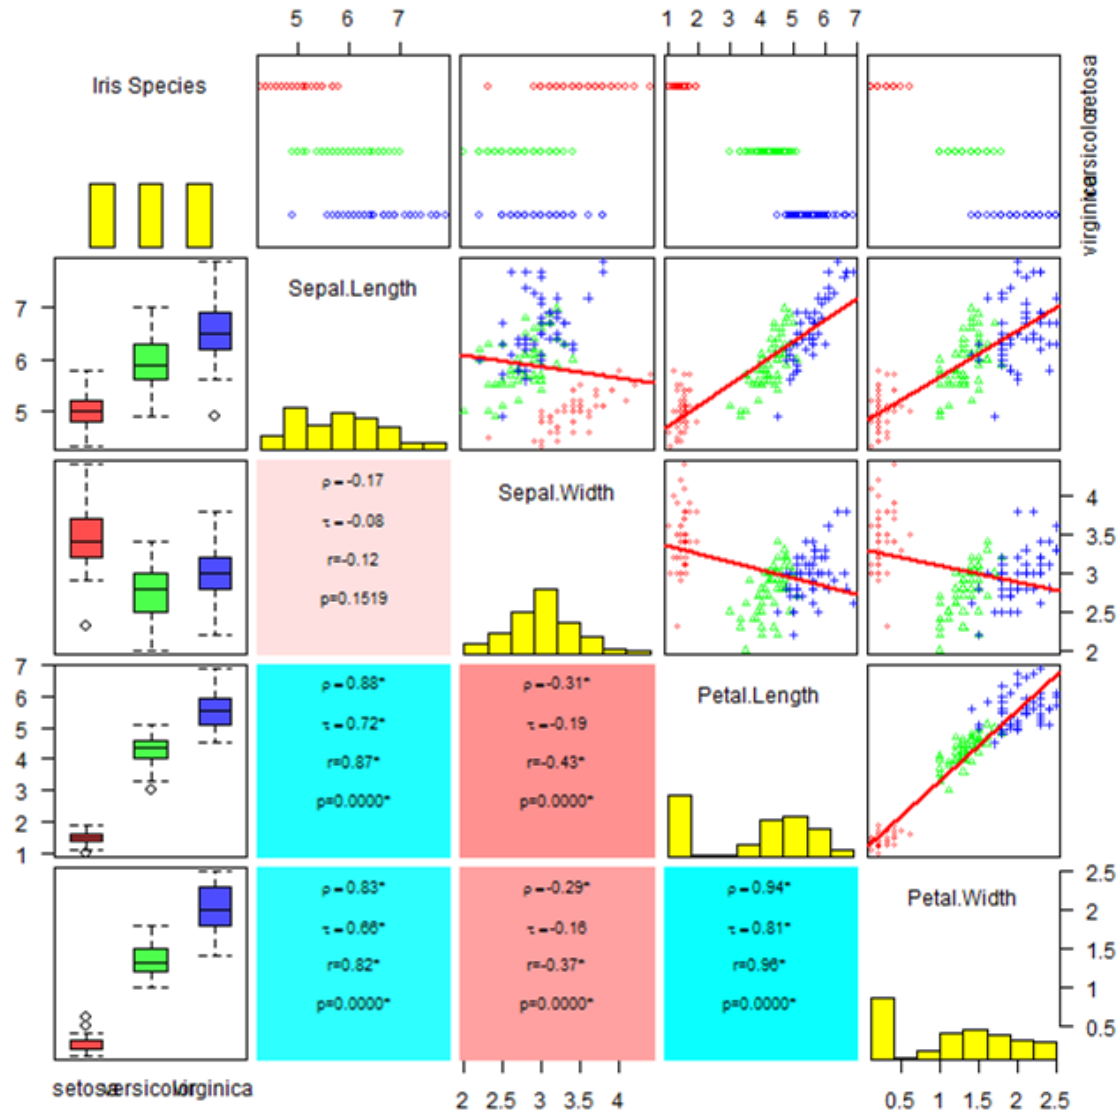 5 6 7
1 2 3 4 5 6 7
Iris Species
setosa
versicolor
virginica
Sepal.Length
7
6
5
ρ = -0.17
τ = -0.08
r=-0.12
p=0.1519
Sepal.Width
4
3.5
3
2.5
2
7
6
5
4
3
2
1
ρ = 0.88*
τ = 0.72*
r=0.87*
p=0.0000*
ρ = -0.31*
τ = -0.19
r=-0.43*
p=0.0000*
Petal.Length
ρ = 0.83*
τ = 0.66*
r=0.82*
p=0.0000*
ρ = -0.29*
τ = -0.16
r=-0.37*
p=0.0000*
ρ = 0.94*
τ = 0.81*
r=0.96*
p=0.0000*
Petal.Width
2.5
2
1.5
1
0.5
setosa versicolor virginica
2 2.5 3 3.5 4
0.5 1 1.5 2 2.5